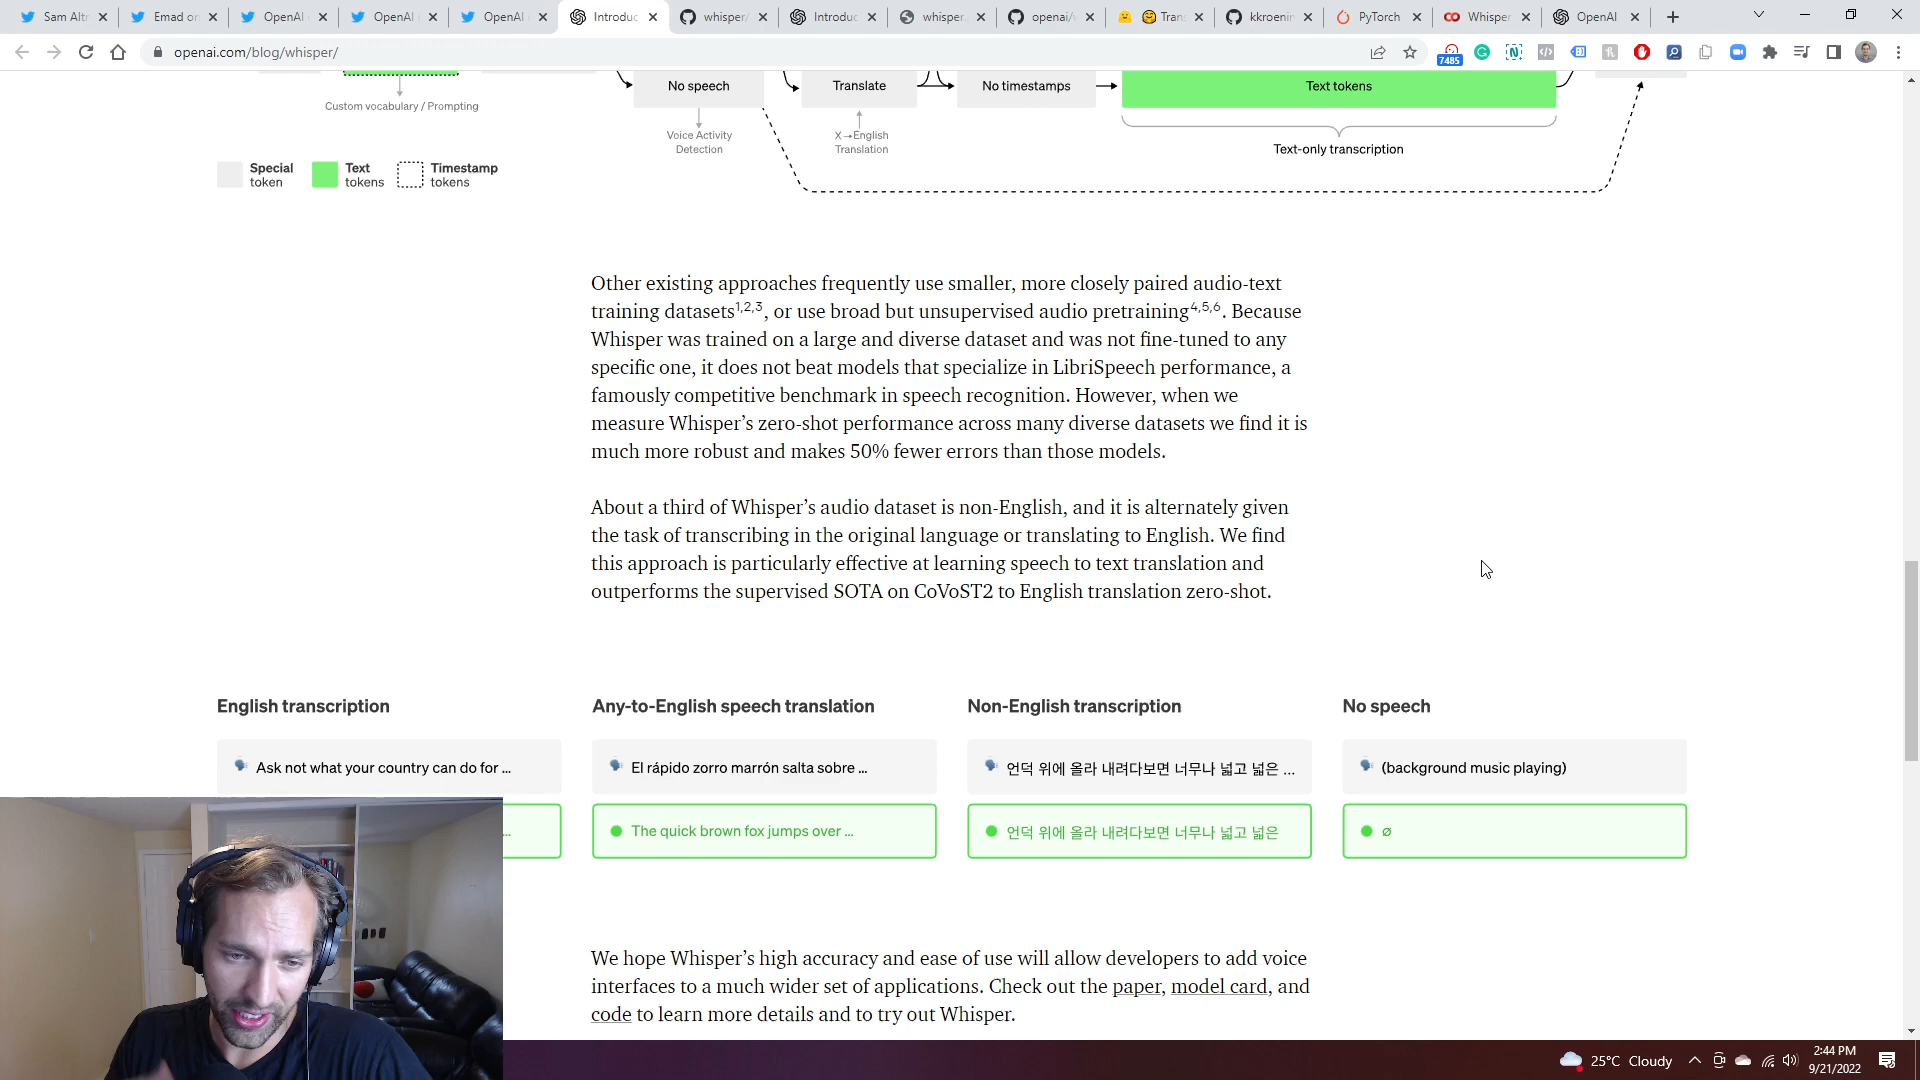 Sam Altr
Emad on
OpenAI
OpenAI
OpenAI
Introduc
whisper/
Introduc
whisper.
openai/
Trans
kkroenin
PyTorch
Whisper
OpenAI
openai.com/blog/whisper/
7485
No speech
Translate
No timestamps
Text tokens
Custom vocabulary / Prompting
Voice Activity
Detection
X→English
Translation
Text-only transcription
Special
token
Text
tokens
Timestamp
tokens
Other existing approaches frequently use smaller, more closely paired audio-text
training datasets1,2,3, or use broad but unsupervised audio pretraining4,5,6. Because
Whisper was trained on a large and diverse dataset and was not fine-tuned to any
specific one, it does not beat models that specialize in LibriSpeech performance, a
famously competitive benchmark in speech recognition. However, when we
measure Whisper’s zero-shot performance across many diverse datasets we find it is
much more robust and makes 50% fewer errors than those models.
About a third of Whisper’s audio dataset is non-English, and it is alternately given
the task of transcribing in the original language or translating to English. We find
this approach is particularly effective at learning speech to text translation and
outperforms the supervised SOTA on CoVoST2 to English translation zero-shot.
English transcription
Any-to-English speech translation
Non-English transcription
No speech
Ask not what your country can do for ...
El rápido zorro marrón salta sobre ...
언덕 위에 올라 내려다보면 너무나 넓고 넓은 ...
(background music playing)
...
The quick brown fox jumps over ...
언덕 위에 올라 내려다보면 너무나 넓고 넓은
ø
We hope Whisper’s high accuracy and ease of use will allow developers to add voice
interfaces to a much wider set of applications. Check out the paper, model card, and
code to learn more details and to try out Whisper.
25°C Cloudy
2:44 PM
9/21/2022